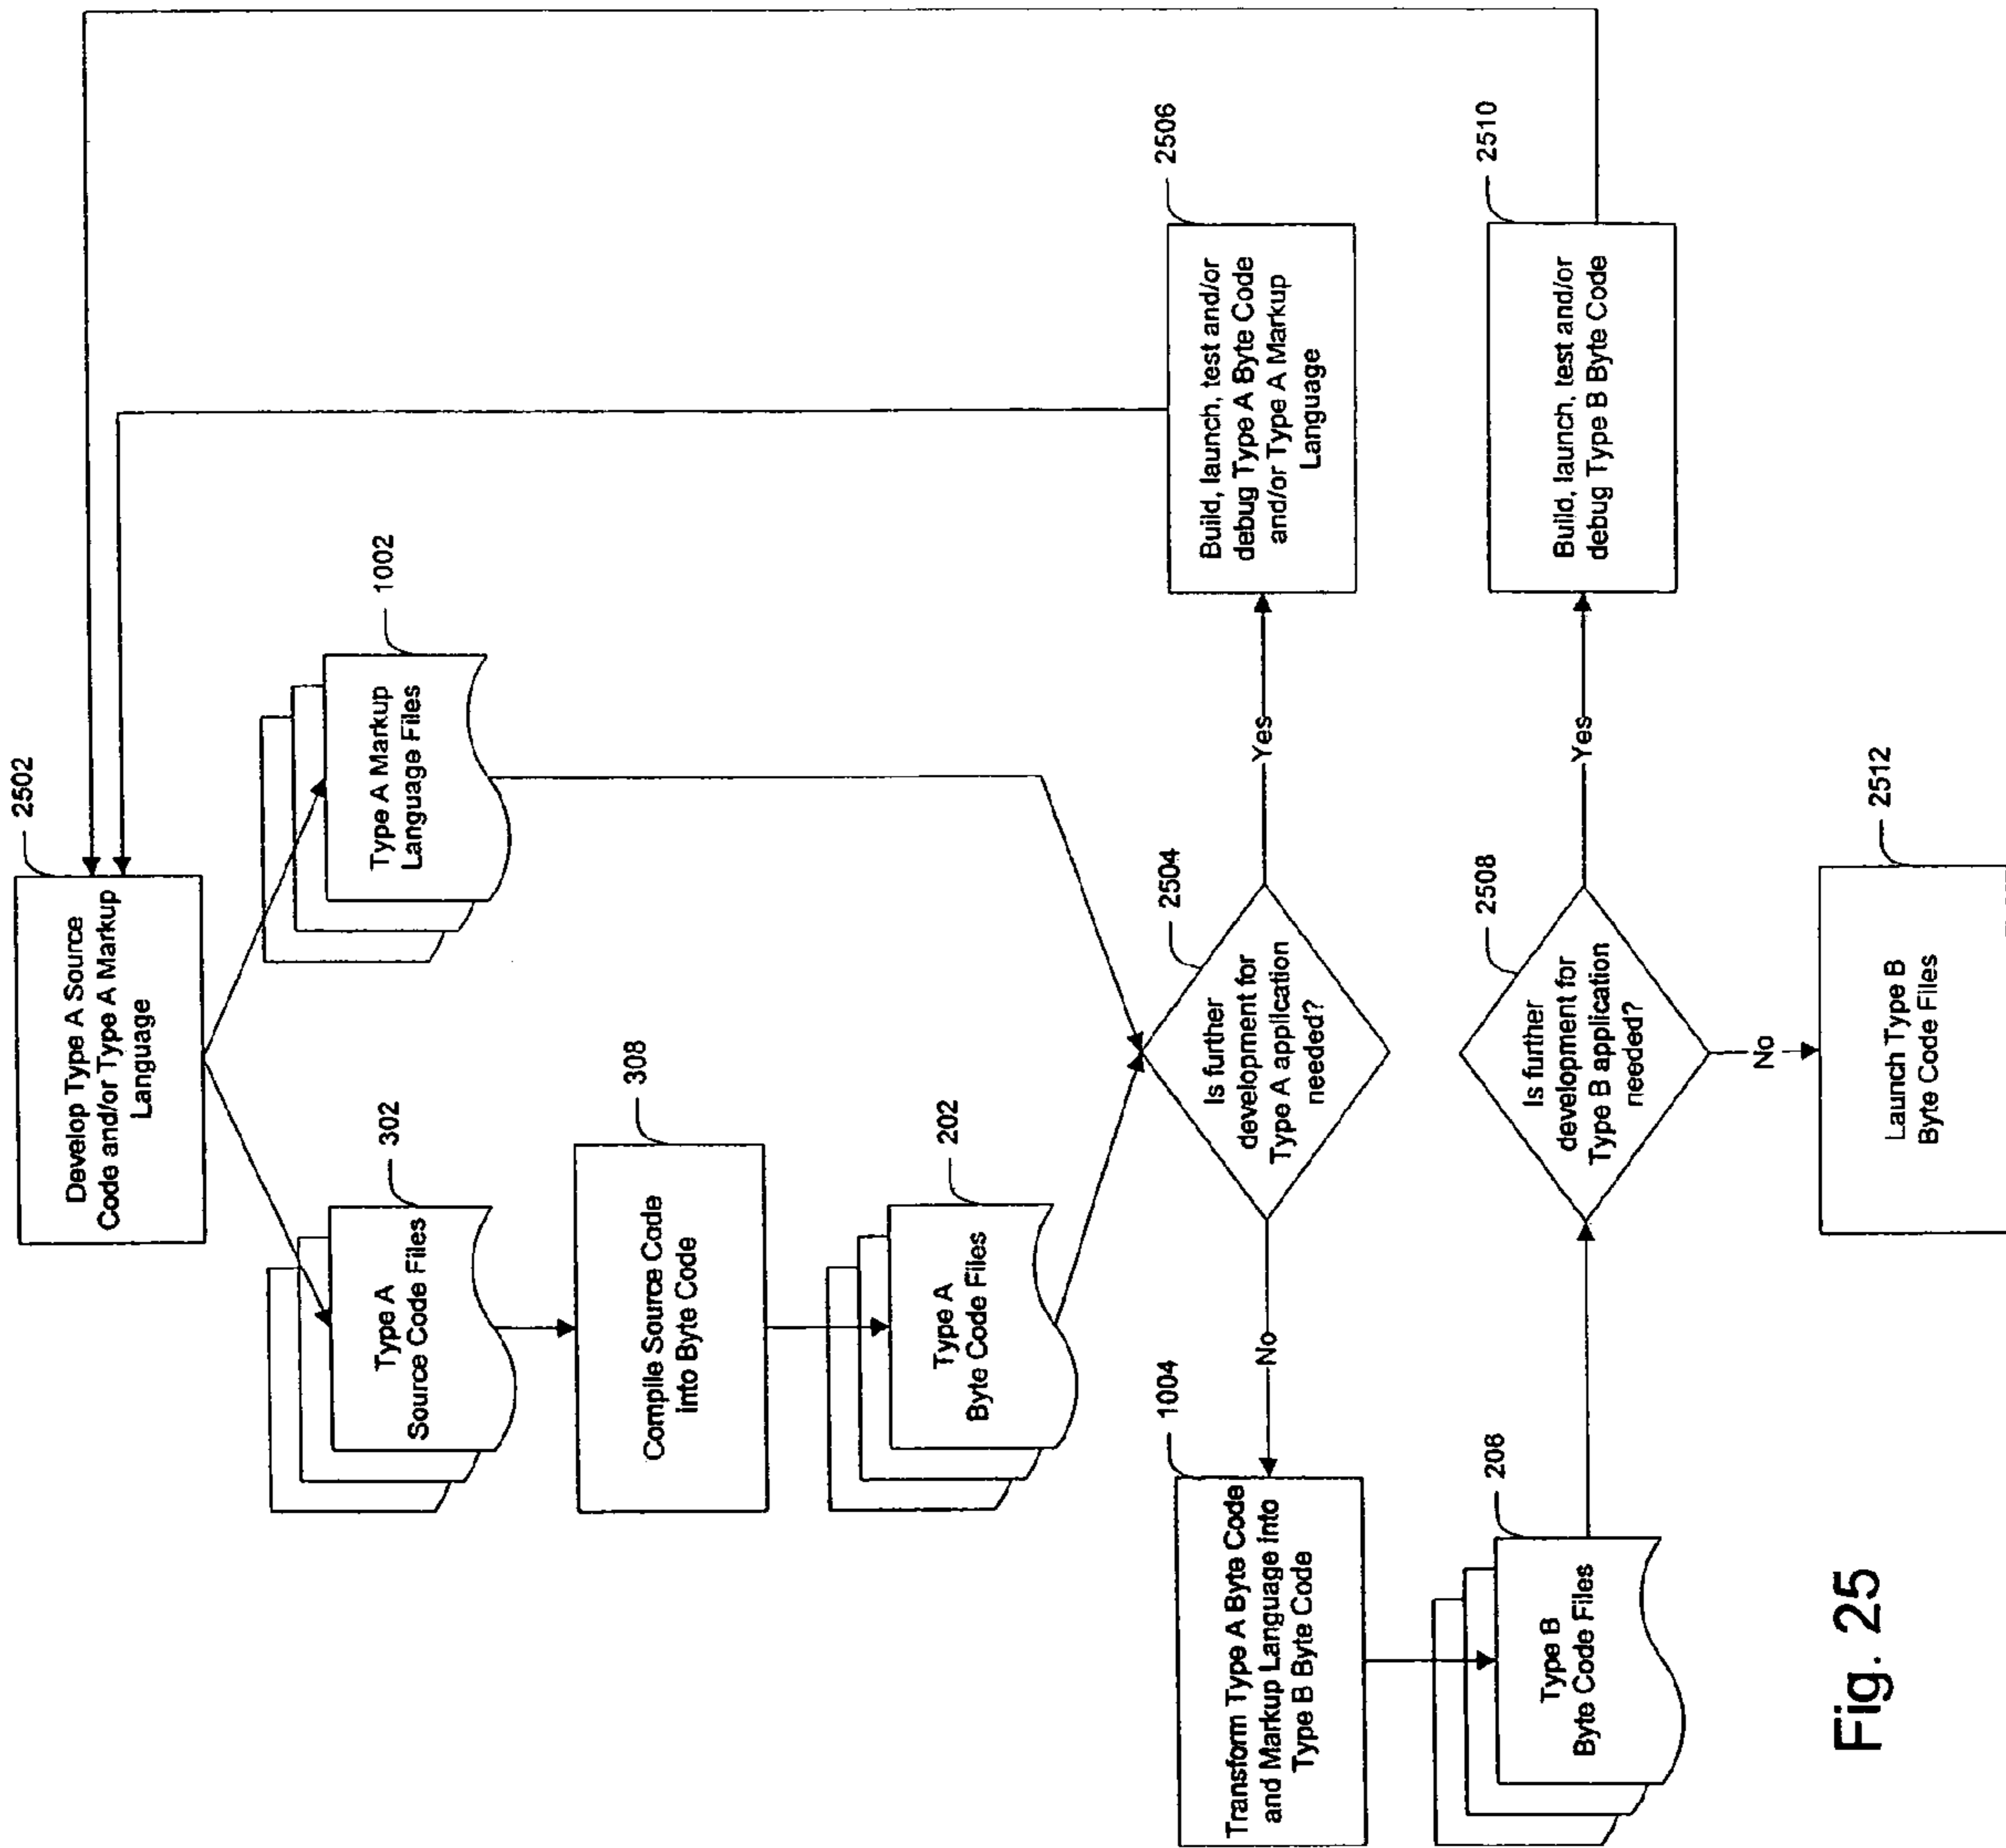 2502
Develop Type A Source
Code and/or Type A Markup
Language
302
Type A
Source Code Files
1002
Type A Markup
Language Files
308
Compile Source Code
into Byte Code
202
Type A
Byte Code Files
2504
Is further
development for
Type A application
needed?
Yes
2506
Build, launch, test and/or
debug Type A Byte Code
and/or Type A Markup
Language
No
1004
Transform Type A Byte Code
and Markup Language into
Type B Byte Code
208
Type B
Byte Code Files
2508
Is further
development for
Type B application
needed?
Yes
2510
Build, launch, test and/or
debug Type B Byte Code
No
2512
Launch Type B
Byte Code Files
Fig. 25